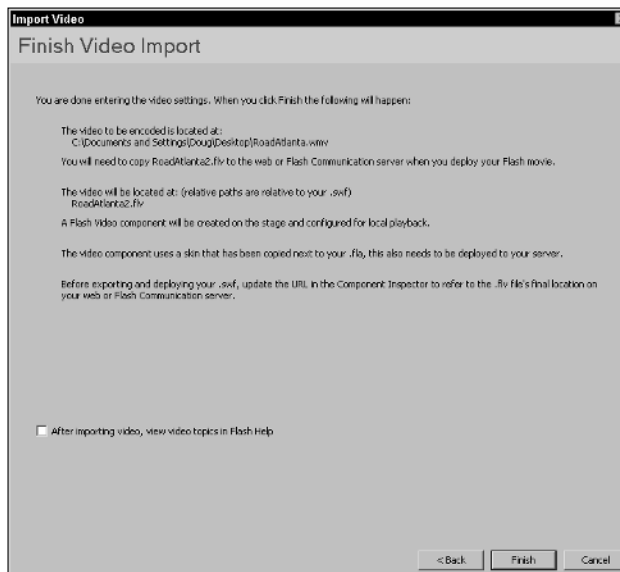 Import Video
Finish Video Import
You are done entering the video settings. When you click Finish the following will happen:
The video to be encoded is located at:
C:\Documents and Settings\Doug\Desktop\RoadAtlanta.wmv
You will need to copy RoadAtlanta2.flv to the web or Flash Communication server when you deploy your Flash movie.
The video will be located at: (relative paths are relative to your .swf)
RoadAtlanta2.flv
A Flash Video component will be created on the stage and configured for local playback.
The video component uses a skin that has been copied next to your .fla, this also needs to be deployed to your server.
Before exporting and deploying your .swf, update the URL in the Component Inspector to refer to the .flv file's final location on
your web or Flash Communication server.
After importing video, view video topics in Flash Help
< Back Finish Cancel